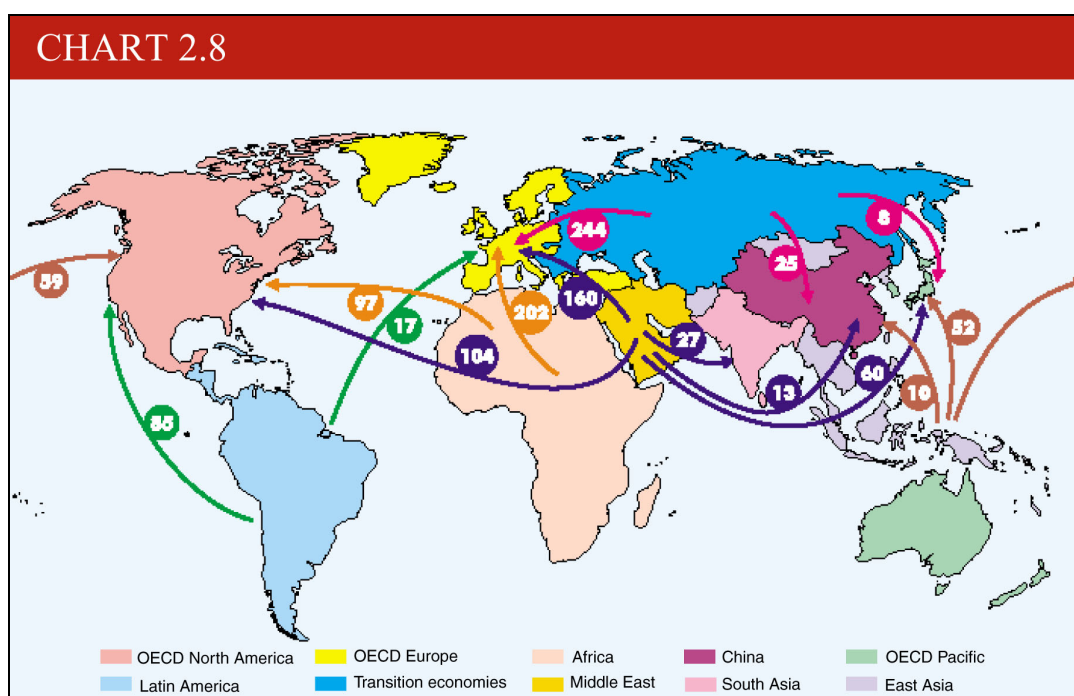 CHART 2.8
59
97
104
17
85
202
244
160
27
13
60
25
8
10
52
OECD North America
OECD Europe
Africa
China
OECD Pacific
Latin America
Transition economies
Middle East
South Asia
East Asia